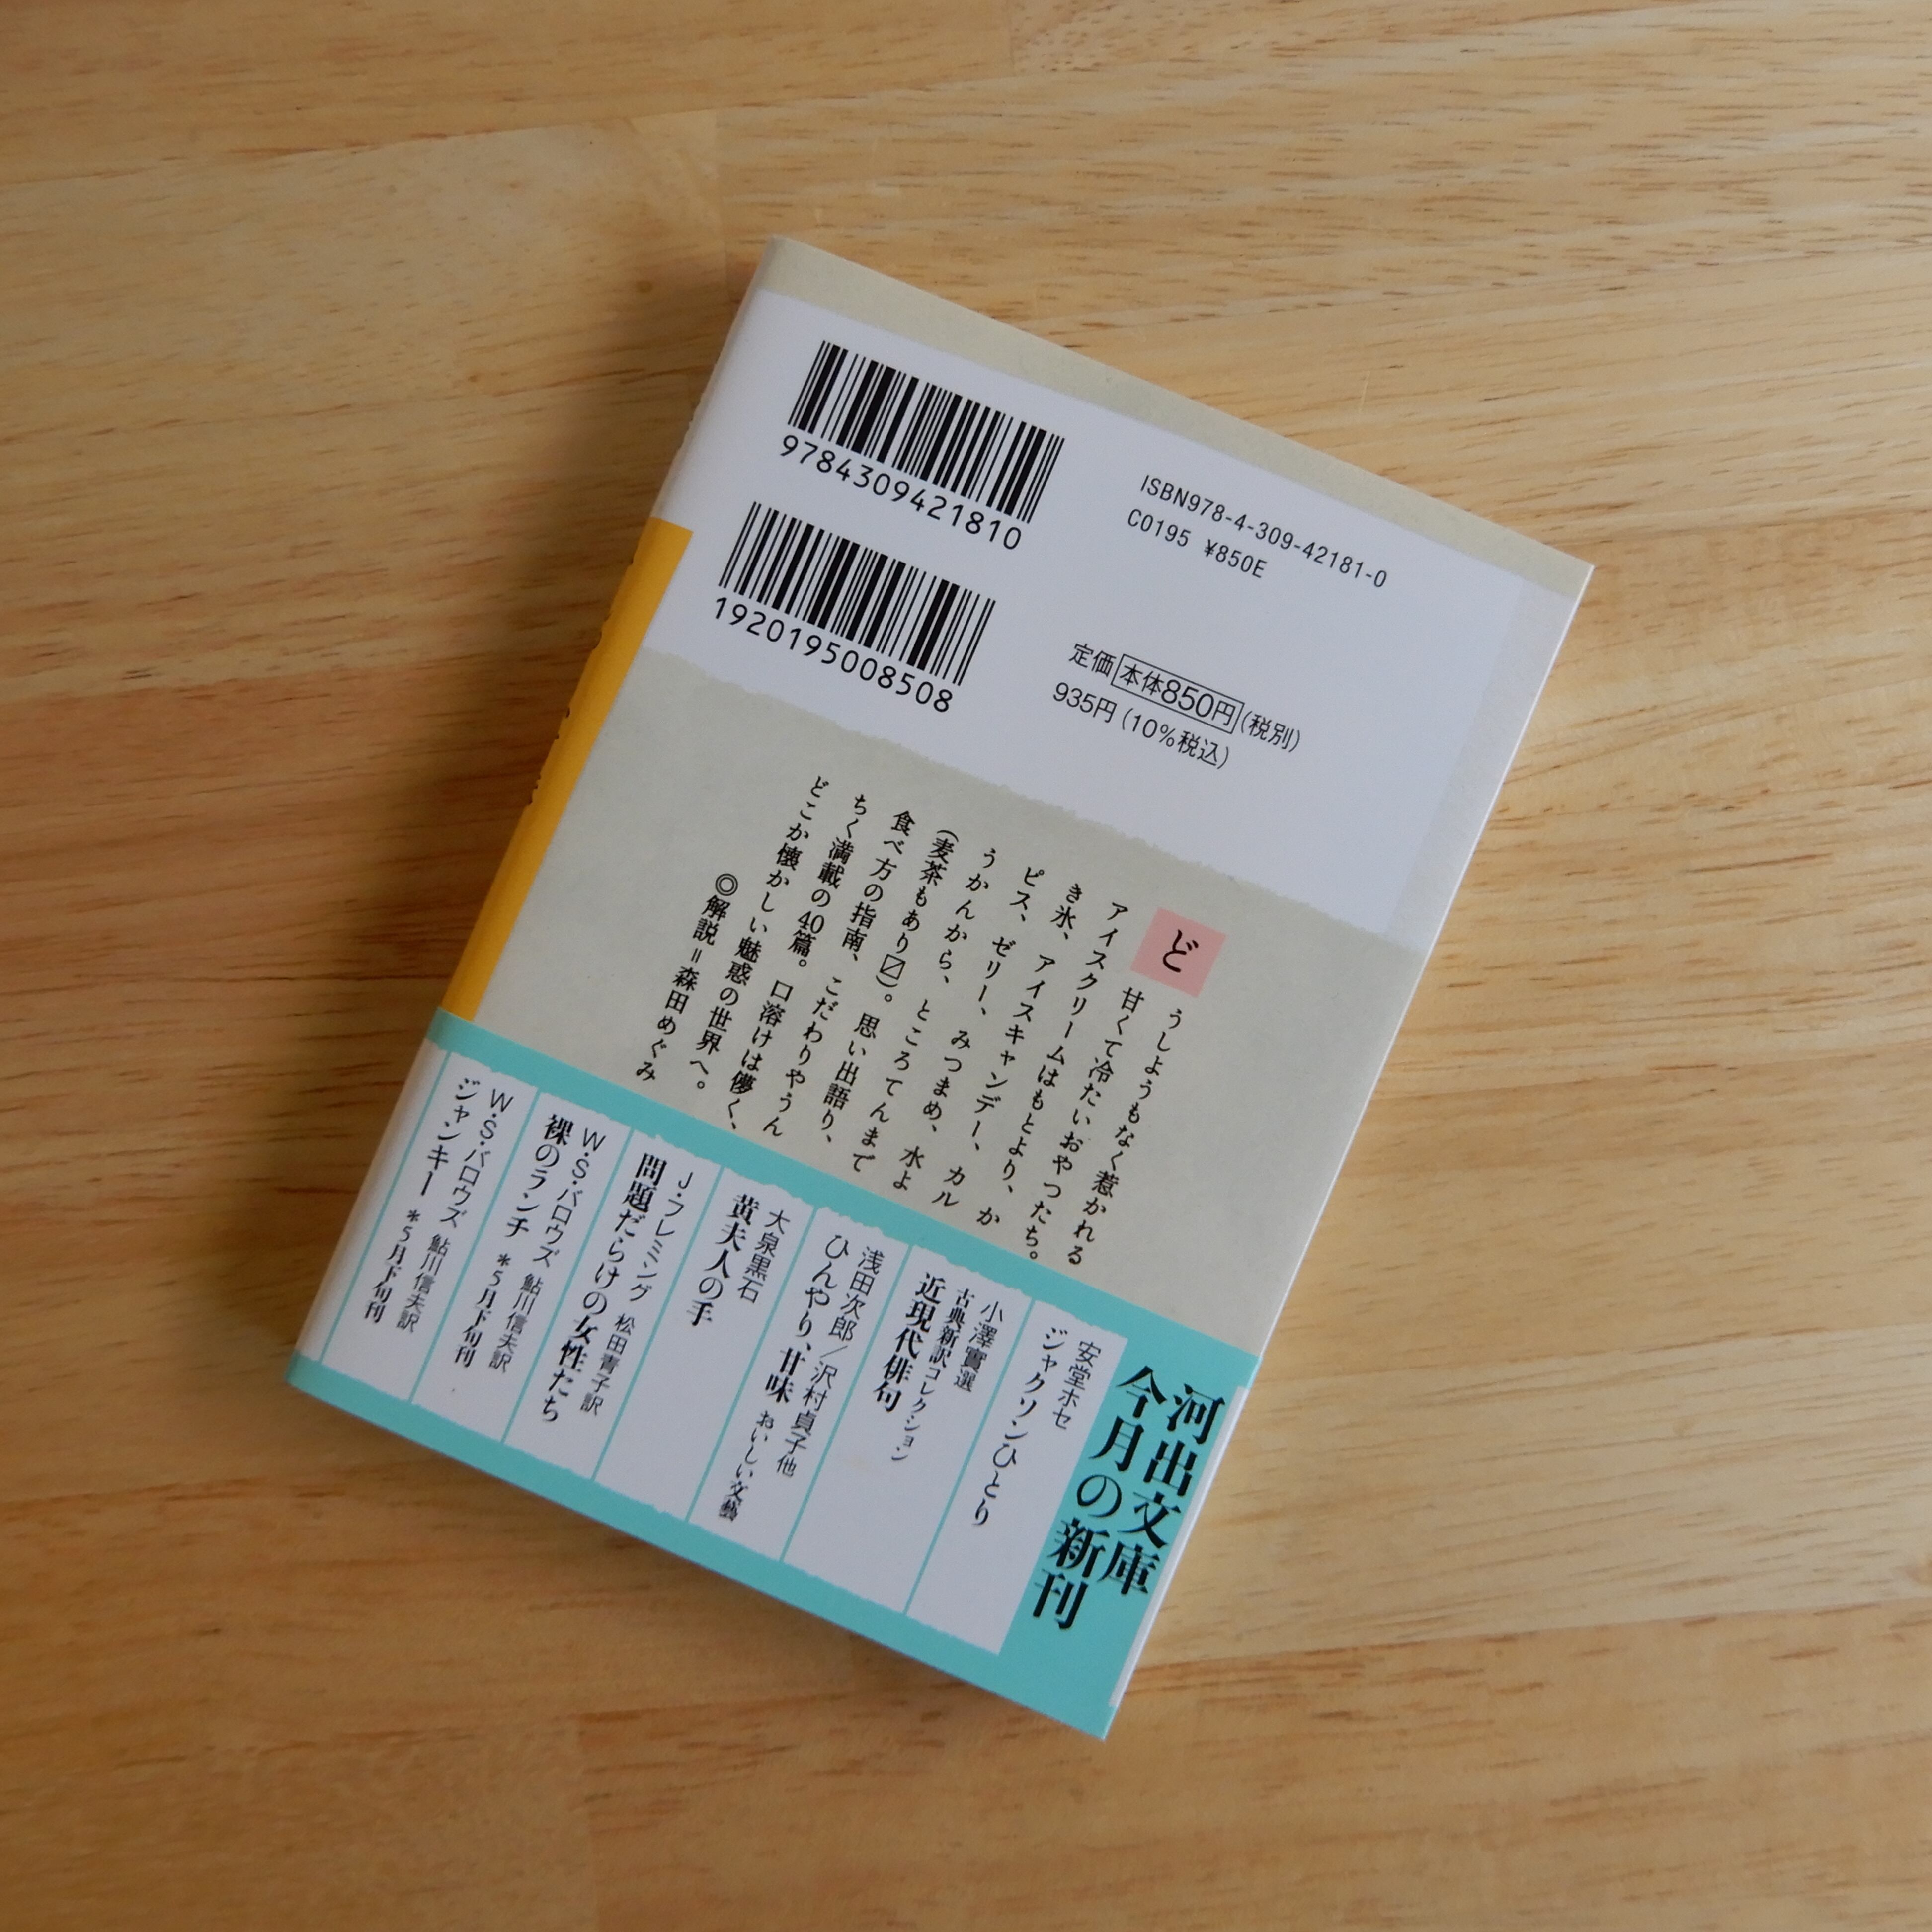 9784309421810
1920195008508
ISBN978-4-309-42181-0
C0195 ¥850E
定価本体850円(税別)
935円(10%税込)
どうしようもなく惹かれる
甘くて冷たいおやつたち。
アイスクリームはもとより、か
き氷、アイスキャンデー、カル
ピス、ゼリー、みつまめ、水よ
うかんから、ところてんまで
(麦茶もあり〼)。思い出語り、
食べ方の指南、こだわりやうん
ちく満載の40篇。口溶けは儚く、
どこか懐かしい魅惑の世界へ。
◎解説=森田めぐみ
河出文庫
今月の新刊
安堂ホセ
ジャクソンひとり
小澤實選
古典新訳コレクション
近現代俳句
浅田次郎/沢村貞子他
ひんやり、甘味 おいしい文藝
大泉黒石
黄夫人の手
J・フレミング 松田青子訳
問題だらけの女性たち
W・S・バロウズ 鮎川信夫訳
裸のランチ *5月下旬刊
W・S・バロウズ 鮎川信夫訳
ジャンキー *5月下旬刊